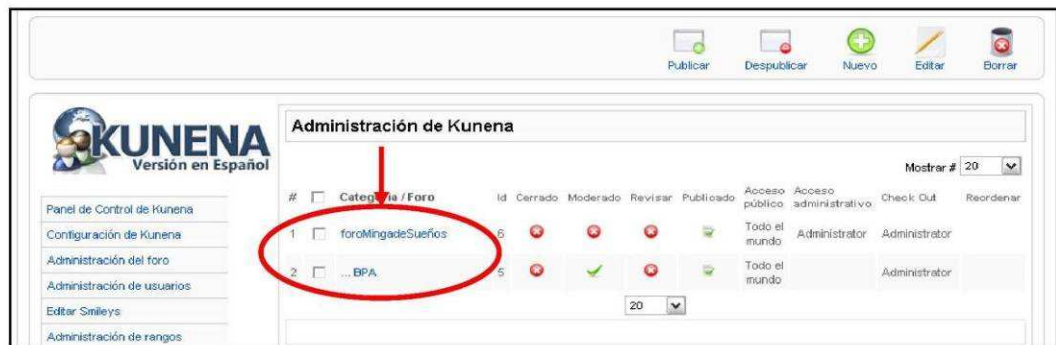 Publicar Despublicar Nuevo Editar Borrar
KUNENA
Versión en Español
Administración de Kunena
Mostrar # 20
# Categoría / Foro Id Cerrado Moderado Revisar Publicado Acceso público Acceso administrativo Check Out Reordenar
1 foroMingadeSueños 6 Todo el mundo Administrator Administrator
2 ... BPA 5 Todo el mundo Administrator
20
Panel de Control de Kunena
Configuración de Kunena
Administración del foro
Administración de usuarios
Editar Smileys
Administración de rangos